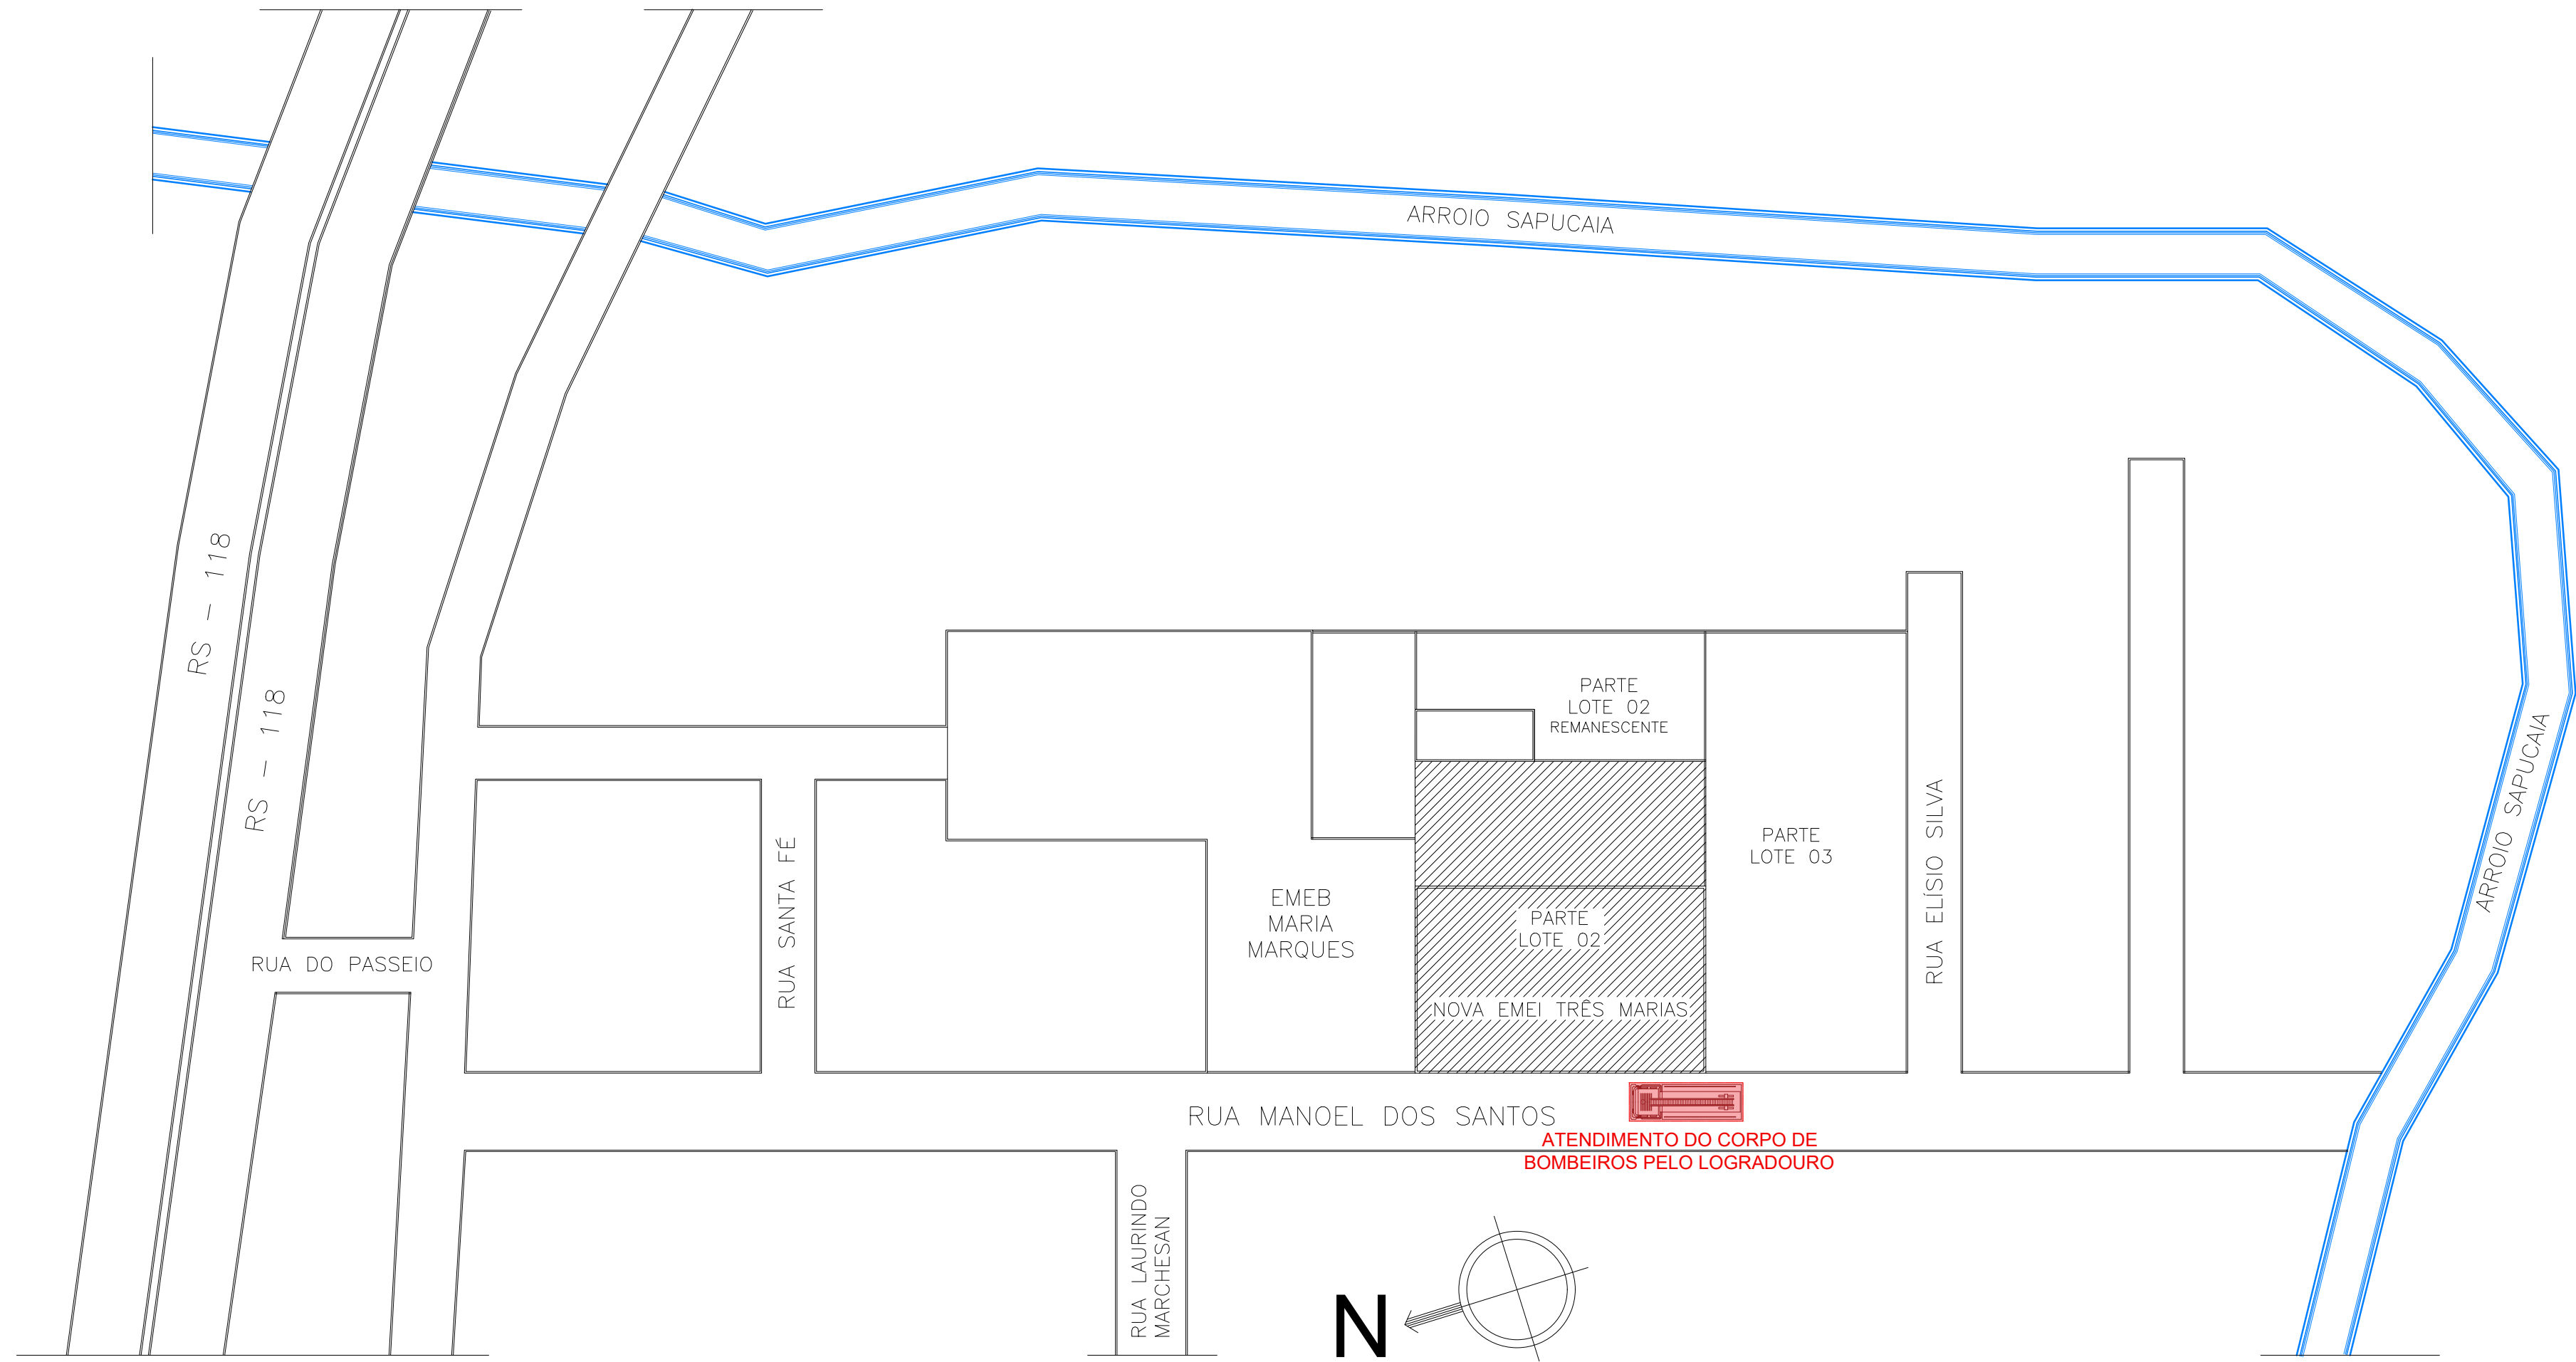 ARROIO SAPUCAIA
RS - 118
RS - 118
PARTE
LOTE 02
REMANESCENTE
ARROIO SAPUCAIA
RUA ELÍSIO SILVA
PARTE
LOTE 03
RUA SANTA FÉ
EMEB
MARIA
MARQUES
PARTE
LOTE 02
RUA DO PASSEIO
NOVA EMEI TRÊS MARIAS
RUA MANOEL DOS SANTOS
ATENDIMENTO DO CORPO DE
BOMBEIROS PELO LOGRADOURO
RUA LAURINDO
MARCHESAN
N